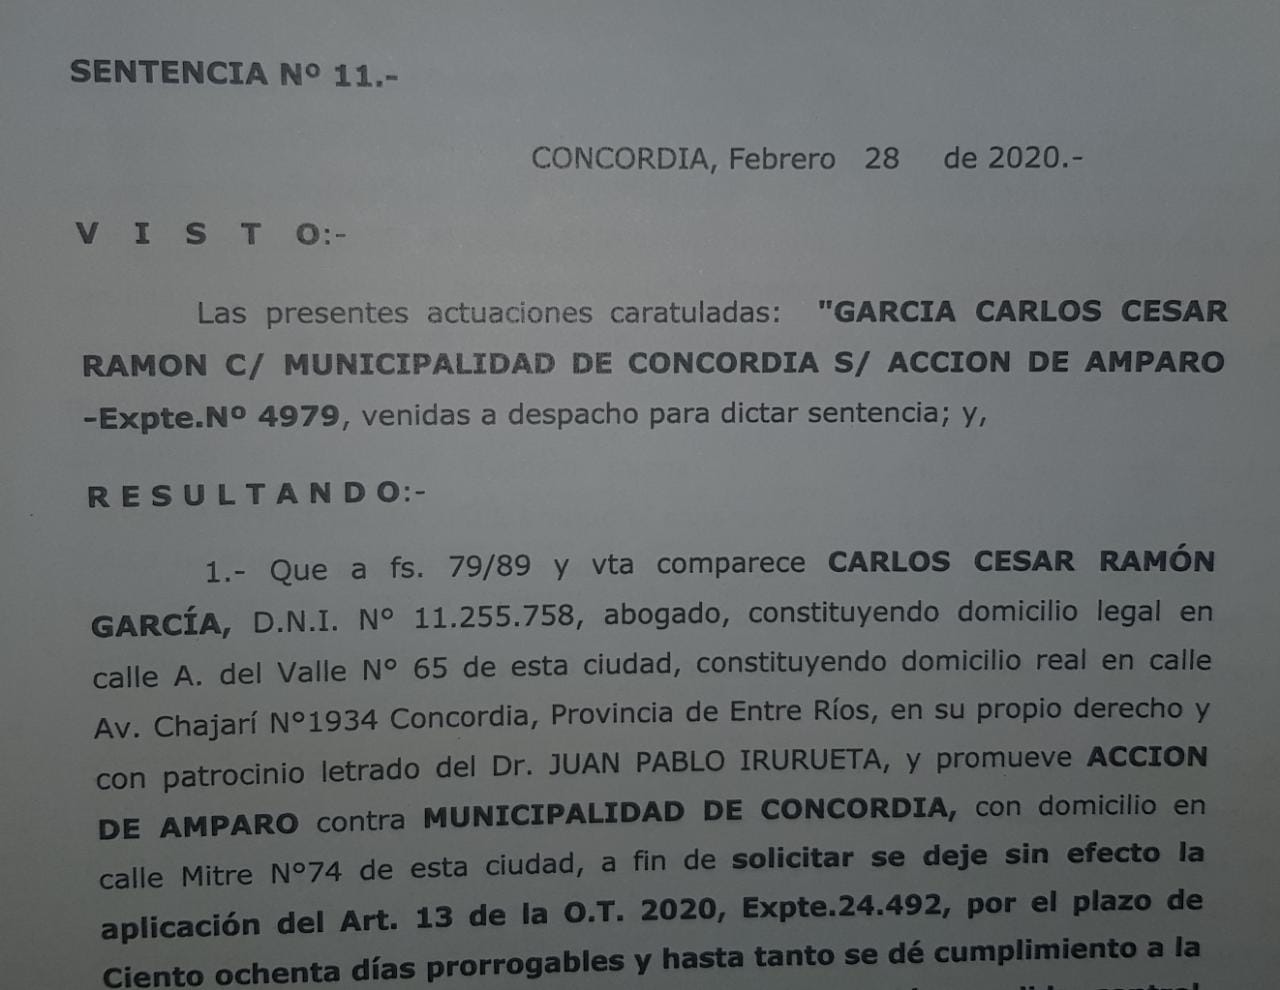 SENTENCIA Nº 11.-
CONCORDIA, Febrero 28 de 2020.-
V I S T O:-
Las presentes actuaciones caratuladas: "GARCIA CARLOS CESAR
RAMON C/ MUNICIPALIDAD DE CONCORDIA S/ ACCION DE AMPARO
-Expte.Nº 4979, venidas a despacho para dictar sentencia; y,
R E S U L T A N D O:-
1.- Que a fs. 79/89 y vta comparece CARLOS CESAR RAMÓN
GARCÍA, D.N.I. Nº 11.255.758, abogado, constituyendo domicilio legal en
calle A. del Valle Nº 65 de esta ciudad, constituyendo domicilio real en calle
Av. Chajarí Nº1934 Concordia, Provincia de Entre Ríos, en su propio derecho y
con patrocinio letrado del Dr. JUAN PABLO IRURUETA, y promueve ACCION
DE AMPARO contra MUNICIPALIDAD DE CONCORDIA, con domicilio en
calle Mitre Nº74 de esta ciudad, a fin de solicitar se deje sin efecto la
aplicación del Art. 13 de la O.T. 2020, Expte.24.492, por el plazo de
Ciento ochenta días prorrogables y hasta tanto se dé cumplimiento a la